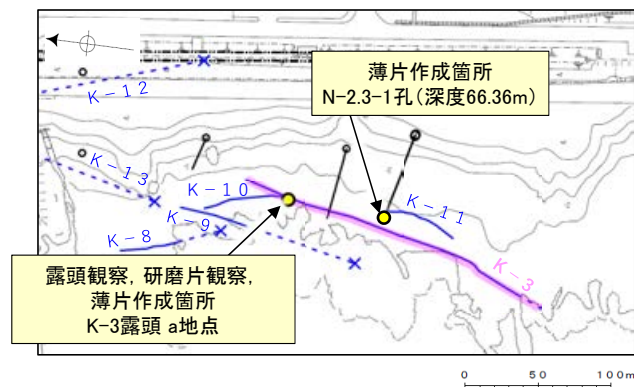 薄片作成箇所
N-2.3-1孔(深度66.36m)
K-12
K-13
K-10
K-9
K-8
K-11
K-3
露頭観察，研磨片観察，
薄片作成箇所
K-3露頭 a地点
0 50 100m